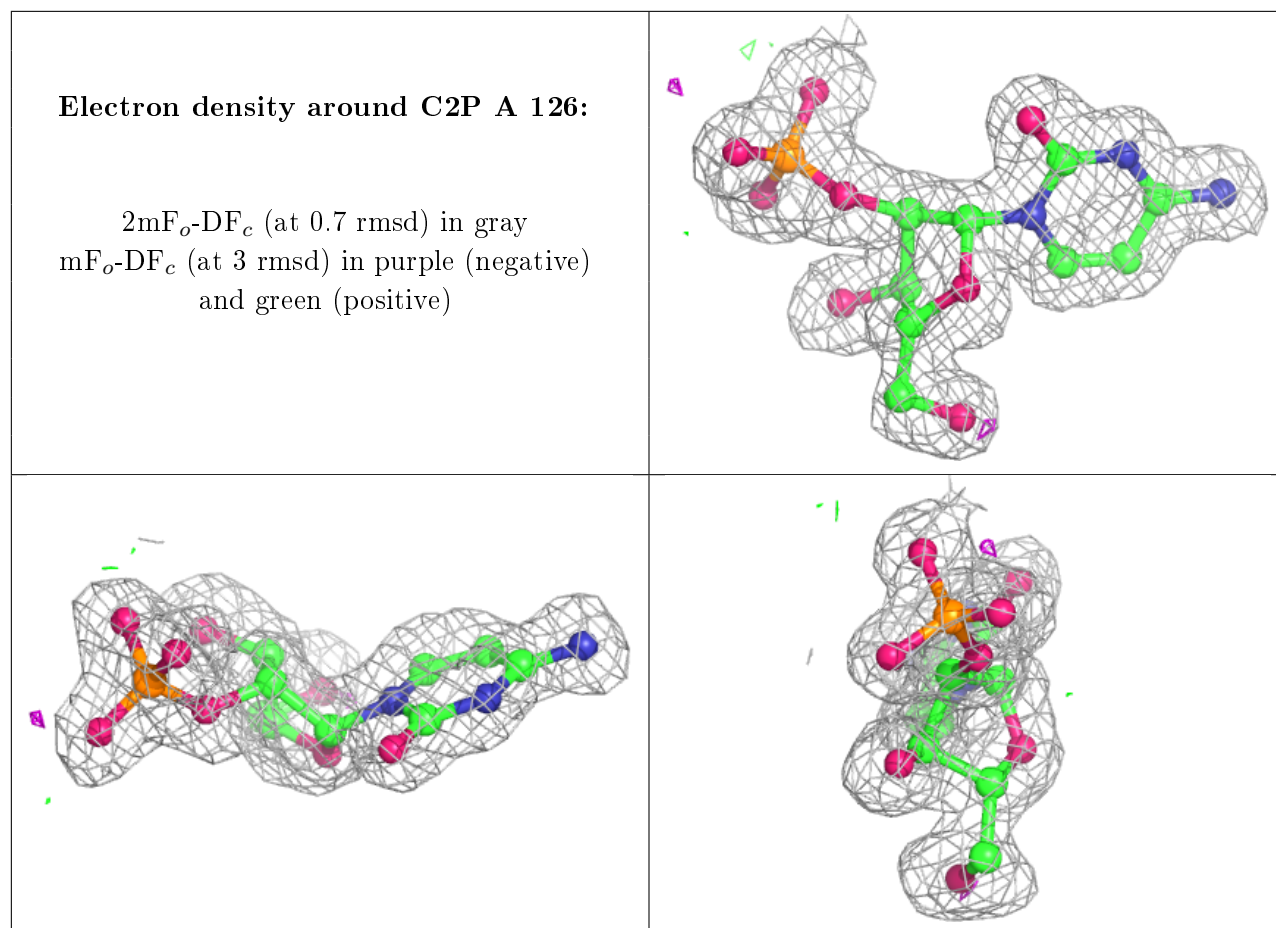 Electron density around C2P A 126:
2mFₒ-DF𝑐 (at 0.7 rmsd) in gray
mFₒ-DF𝑐 (at 3 rmsd) in purple (negative)
and green (positive)